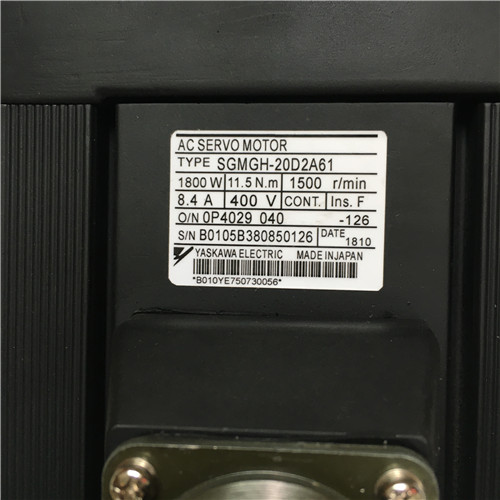 AC SERVO MOTOR
TYPE SGMGH-20D2A61
1800 W 11.5 N.m 1500 r/min
8.4 A 400 V CONT. Ins. F
O/N 0P4029 040 -126
S/N B0105B380850126 DATE 1810
YASKAWA ELECTRIC MADE IN JAPAN
*B010YE750730056*